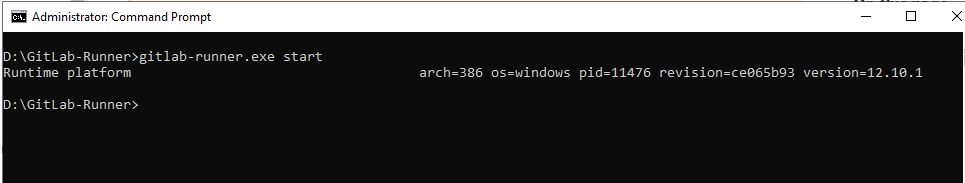 Administrator: Command Prompt
D:\GitLab-Runner>gitlab-runner.exe start
Runtime platform                                    arch=386 os=windows pid=11476 revision=ce065b93 version=12.10.1
D:\GitLab-Runner>